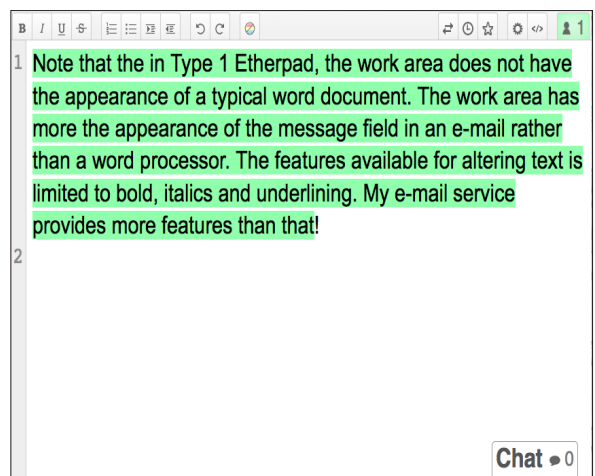 B I U S 1
1 Note that the in Type 1 Etherpad, the work area does not have
the appearance of a typical word document. The work area has
more the appearance of the message field in an e-mail rather
than a word processor. The features available for altering text is
limited to bold, italics and underlining. My e-mail service
provides more features than that!
2
Chat 0